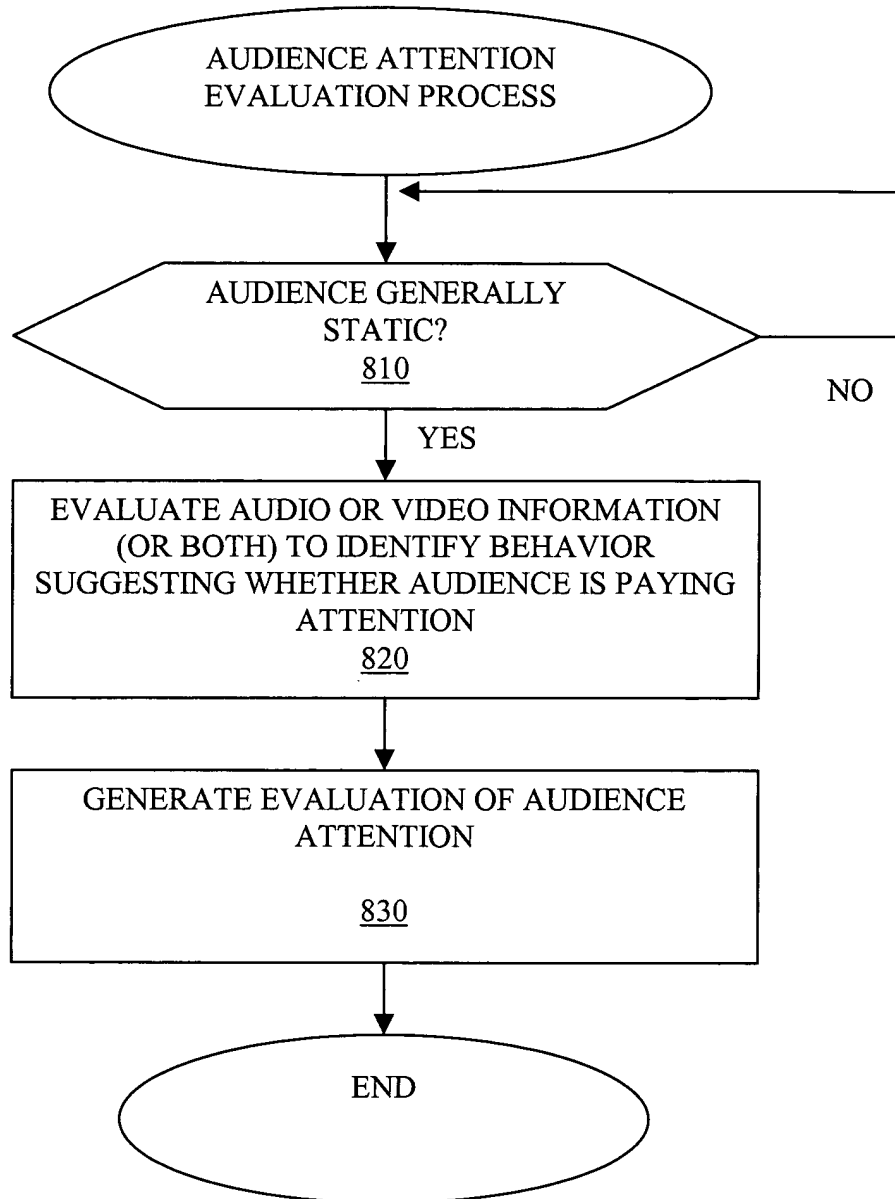 AUDIENCE ATTENTION
EVALUATION PROCESS
AUDIENCE GENERALLY
STATIC?
810
NO
YES
EVALUATE AUDIO OR VIDEO INFORMATION
(OR BOTH) TO IDENTIFY BEHAVIOR
SUGGESTING WHETHER AUDIENCE IS PAYING
ATTENTION
820
GENERATE EVALUATION OF AUDIENCE
ATTENTION
830
END